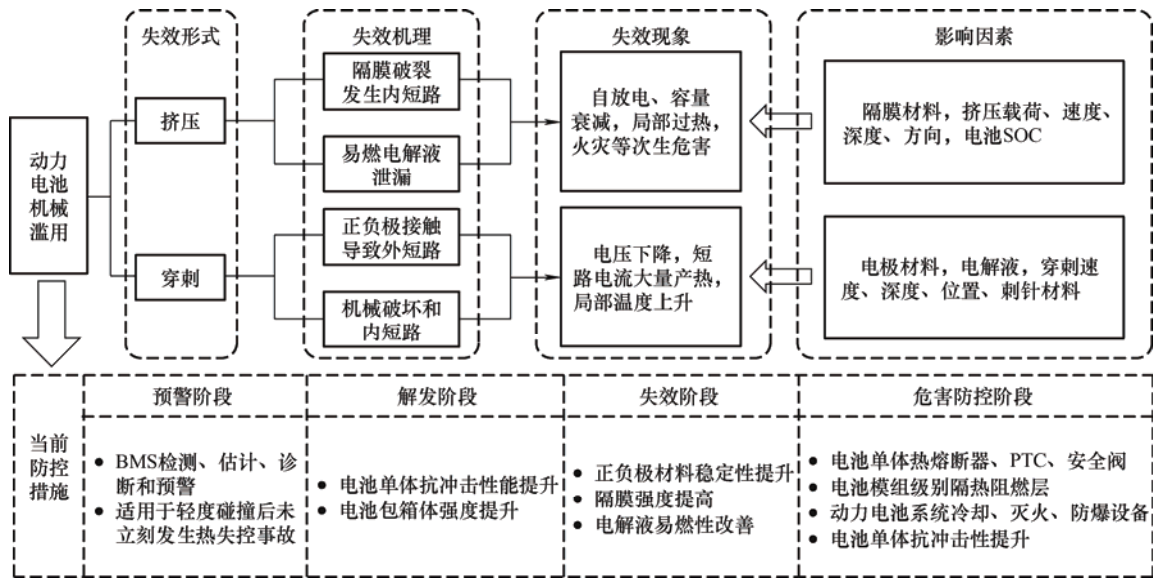 失效形式
失效机理
失效现象
影响因素
动力
电池
机械
滥用
挤压
穿刺
隔膜破裂
发生内短路
易燃电解液
泄漏
正负极接触
导致外短路
机械破坏和
内短路
自放电、容量
衰减，局部过热，
火灾等次生危害
电压下降，短
路电流大量产热，
局部温度上升
隔膜材料，挤压载荷、速度、
深度、方向，电池SOC
电极材料，电解液，穿刺速
度、深度、位置、刺针材料
当前
防控
措施
预警阶段
● BMS检测、估计、诊
断和预警
● 适用于轻度碰撞后未
立刻发生热失控事故
解发阶段
● 电池单体抗冲击性能提升
● 电池包箱体强度提升
失效阶段
● 正负极材料稳定性提升
● 隔膜强度提高
● 电解液易燃性改善
危害防控阶段
● 电池单体热熔断器、PTC、安全阀
● 电池模组级别隔热阻燃层
● 动力电池系统冷却、灭火、防爆设备
● 电池单体抗冲击性提升